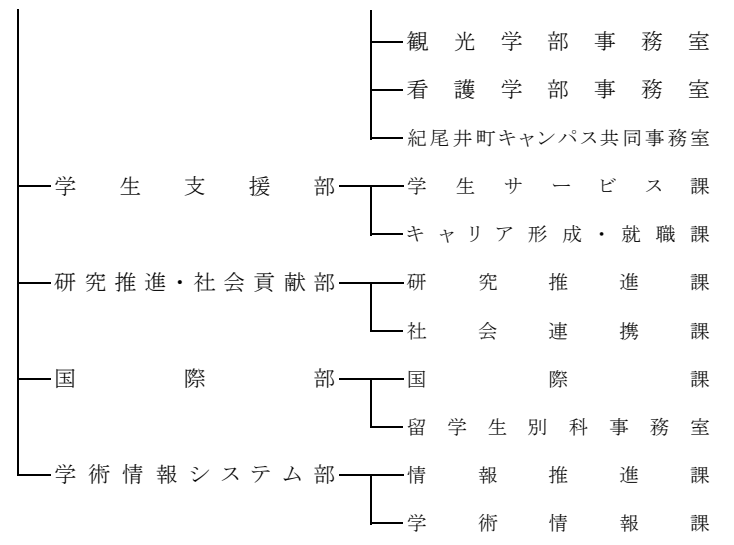 観光学部事務室
看護学部事務室
紀尾井町キャンパス共同事務室
学生支援部 学生サービス課
キャリア形成・就職課
研究推進・社会貢献部 研究推進課
社会連携課
国際部 国際課
留学生別科事務室
学術情報システム部 情報推進課
学術情報課